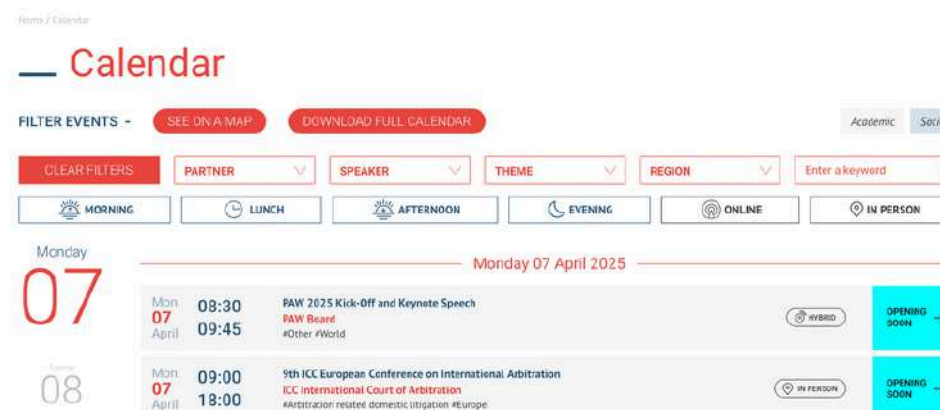 Home / Calendar
Calendar
FILTER EVENTS -
SEE ON A MAP
DOWNLOAD FULL CALENDAR
Academic
Soci
CLEAR FILTERS
PARTNER
SPEAKER
THEME
REGION
Enter a keyword
MORNING
LUNCH
AFTERNOON
EVENING
ONLINE
IN PERSON
Monday
07
Monday 07 April 2025
Mon. 08:30 PAW 2025 Kick-Off and Keynote Speech
07 PAW Board
April 09:45 #Other #World
HYBRID
OPENING
SOON
08
Mon. 09:00 9th ICC European Conference on International Arbitration
07 ICC International Court of Arbitration
April 18:00 #Arbitration related domestic litigation #Europe
IN PERSON
OPENING
SOON